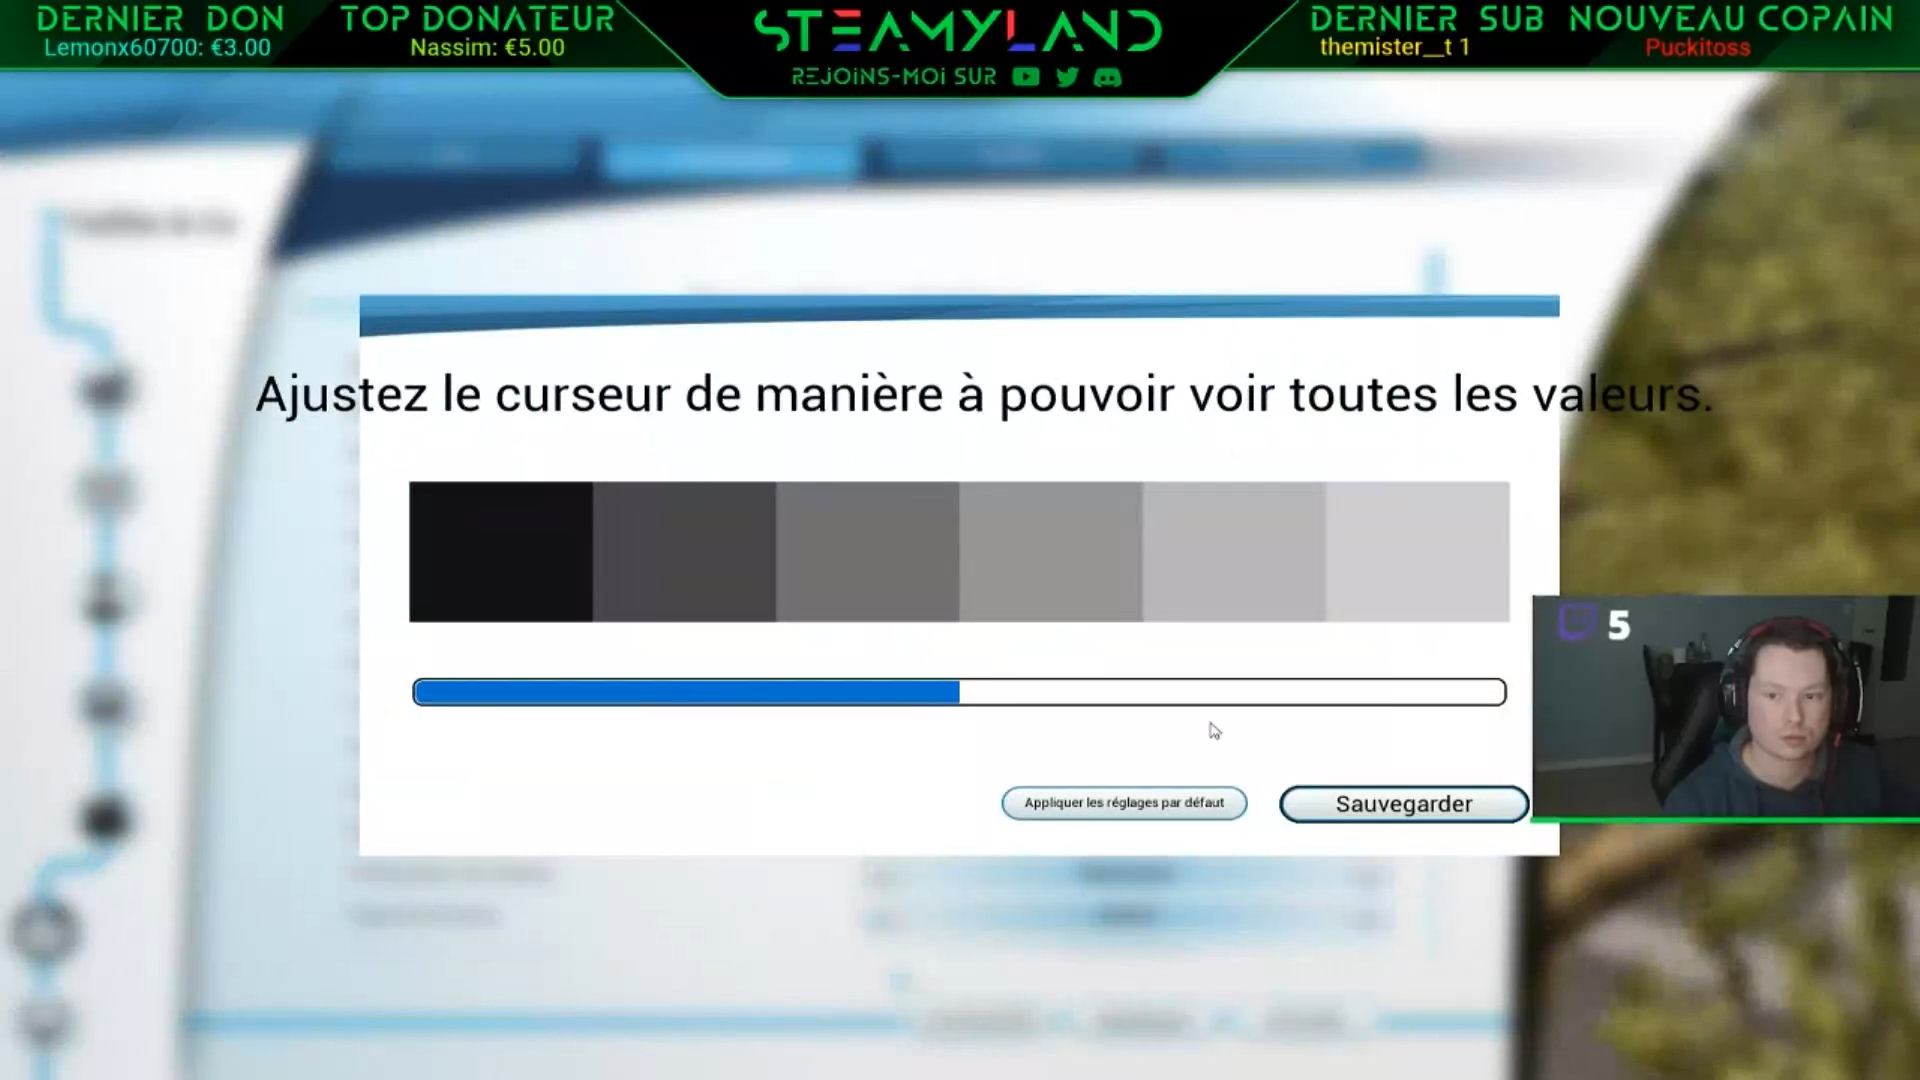 DERNIER DON
Lemonx60700: €3.00
TOP DONATEUR
Nassim: €5.00
STEAMYLAND
REJOINS-MOI SUR
DERNIER SUB
themister__t 1
NOUVEAU COPAIN
Puckitoss
Ajustez le curseur de manière à pouvoir voir toutes les valeurs.
5
Appliquer les réglages par défaut
Sauvegarder